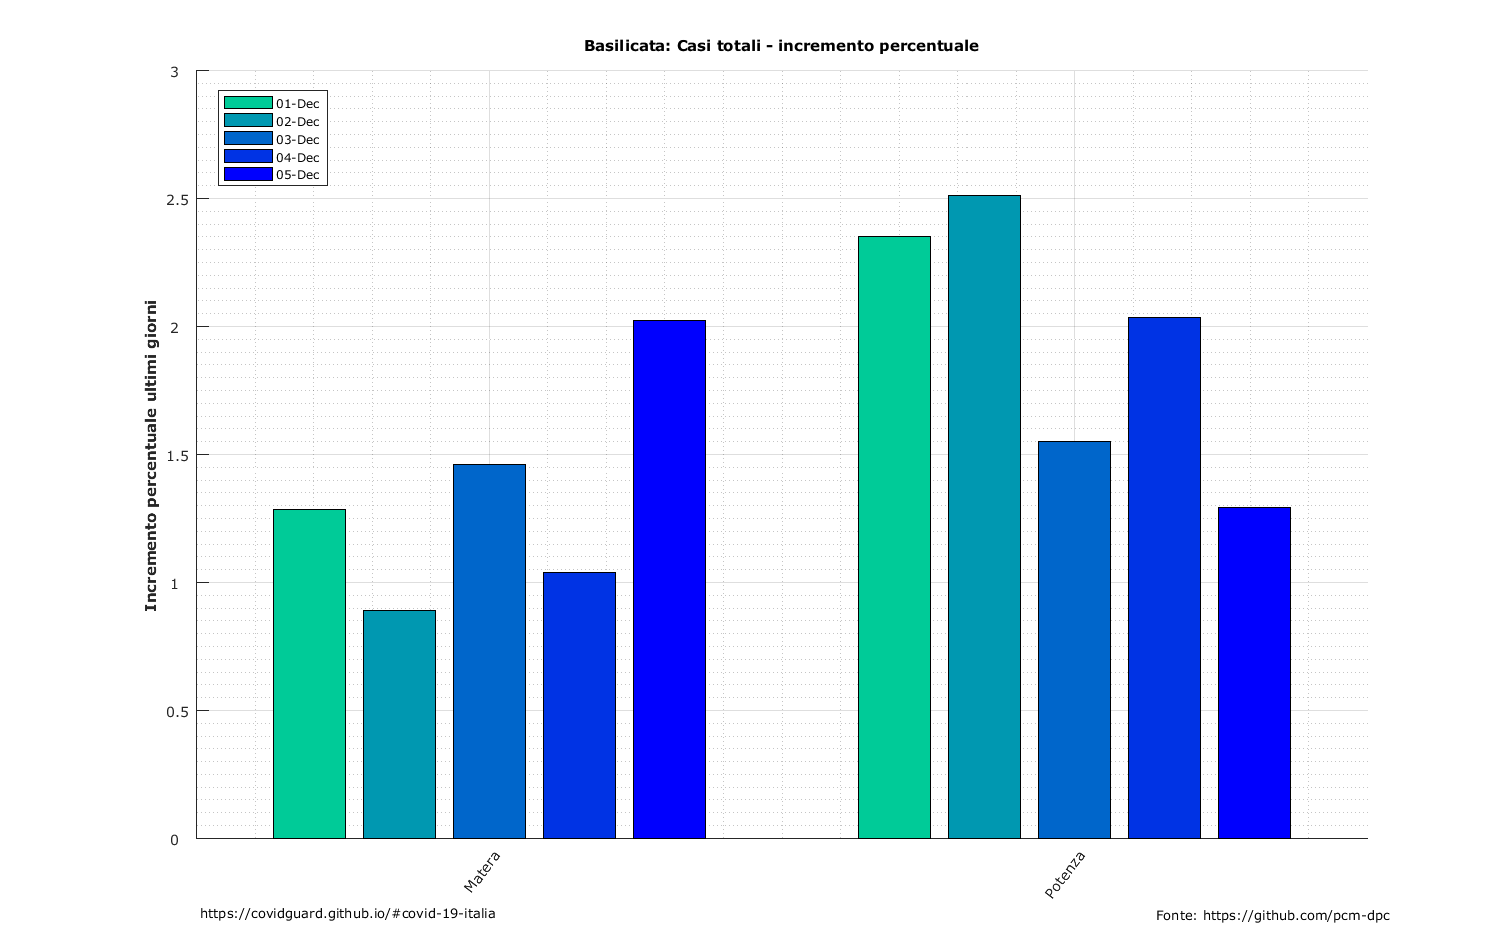 Basilicata: Casi totali - incremento percentuale
3
2.5
2
1.5
1
0.5
0
Incremento percentuale ultimi giorni
01-Dec
02-Dec
03-Dec
04-Dec
05-Dec
Matera
Potenza
https://covidguard.github.io/#covid-19-italia
Fonte: https://github.com/pcm-dpc